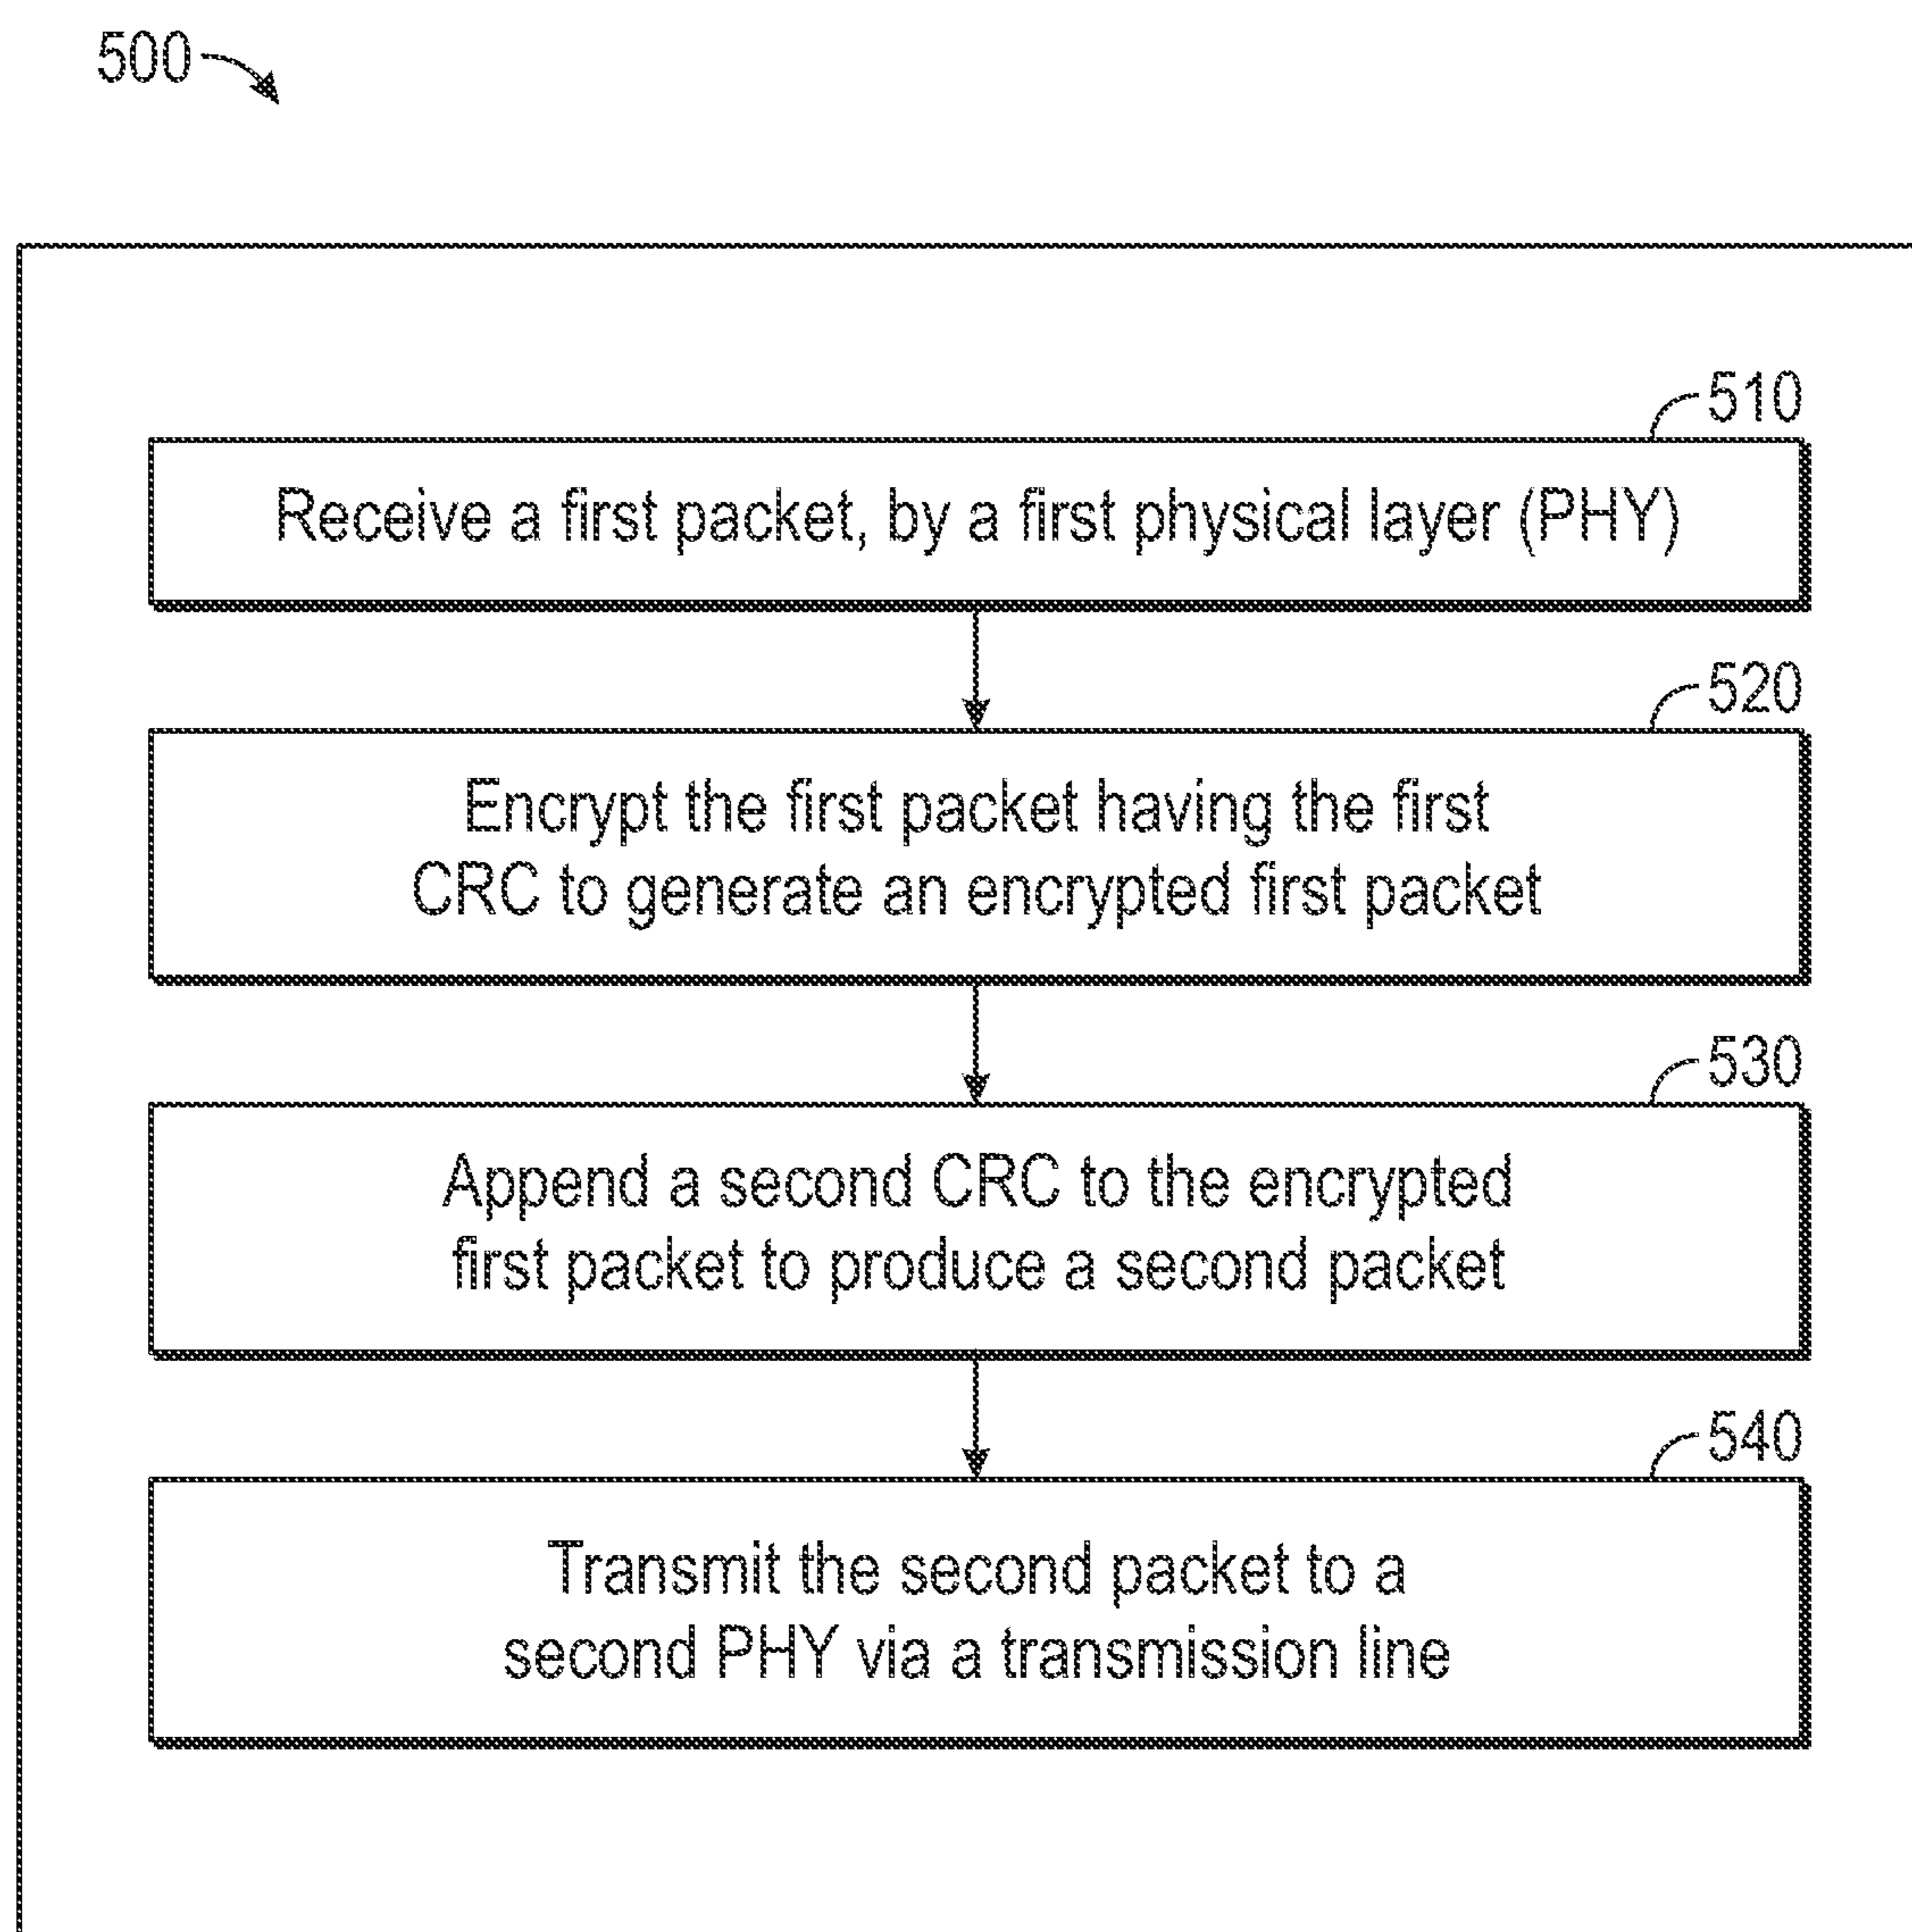 500
510
Receive a first packet, by a first physical layer (PHY)
520
Encrypt the first packet having the first
CRC to generate an encrypted first packet
530
Append a second CRC to the encrypted
first packet to produce a second packet
540
Transmit the second packet to a
second PHY via a transmission line